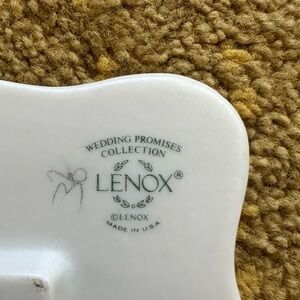 WEDDING PROMISES
COLLECTION
LENOX®
©LENOX
MADE IN U.S.A